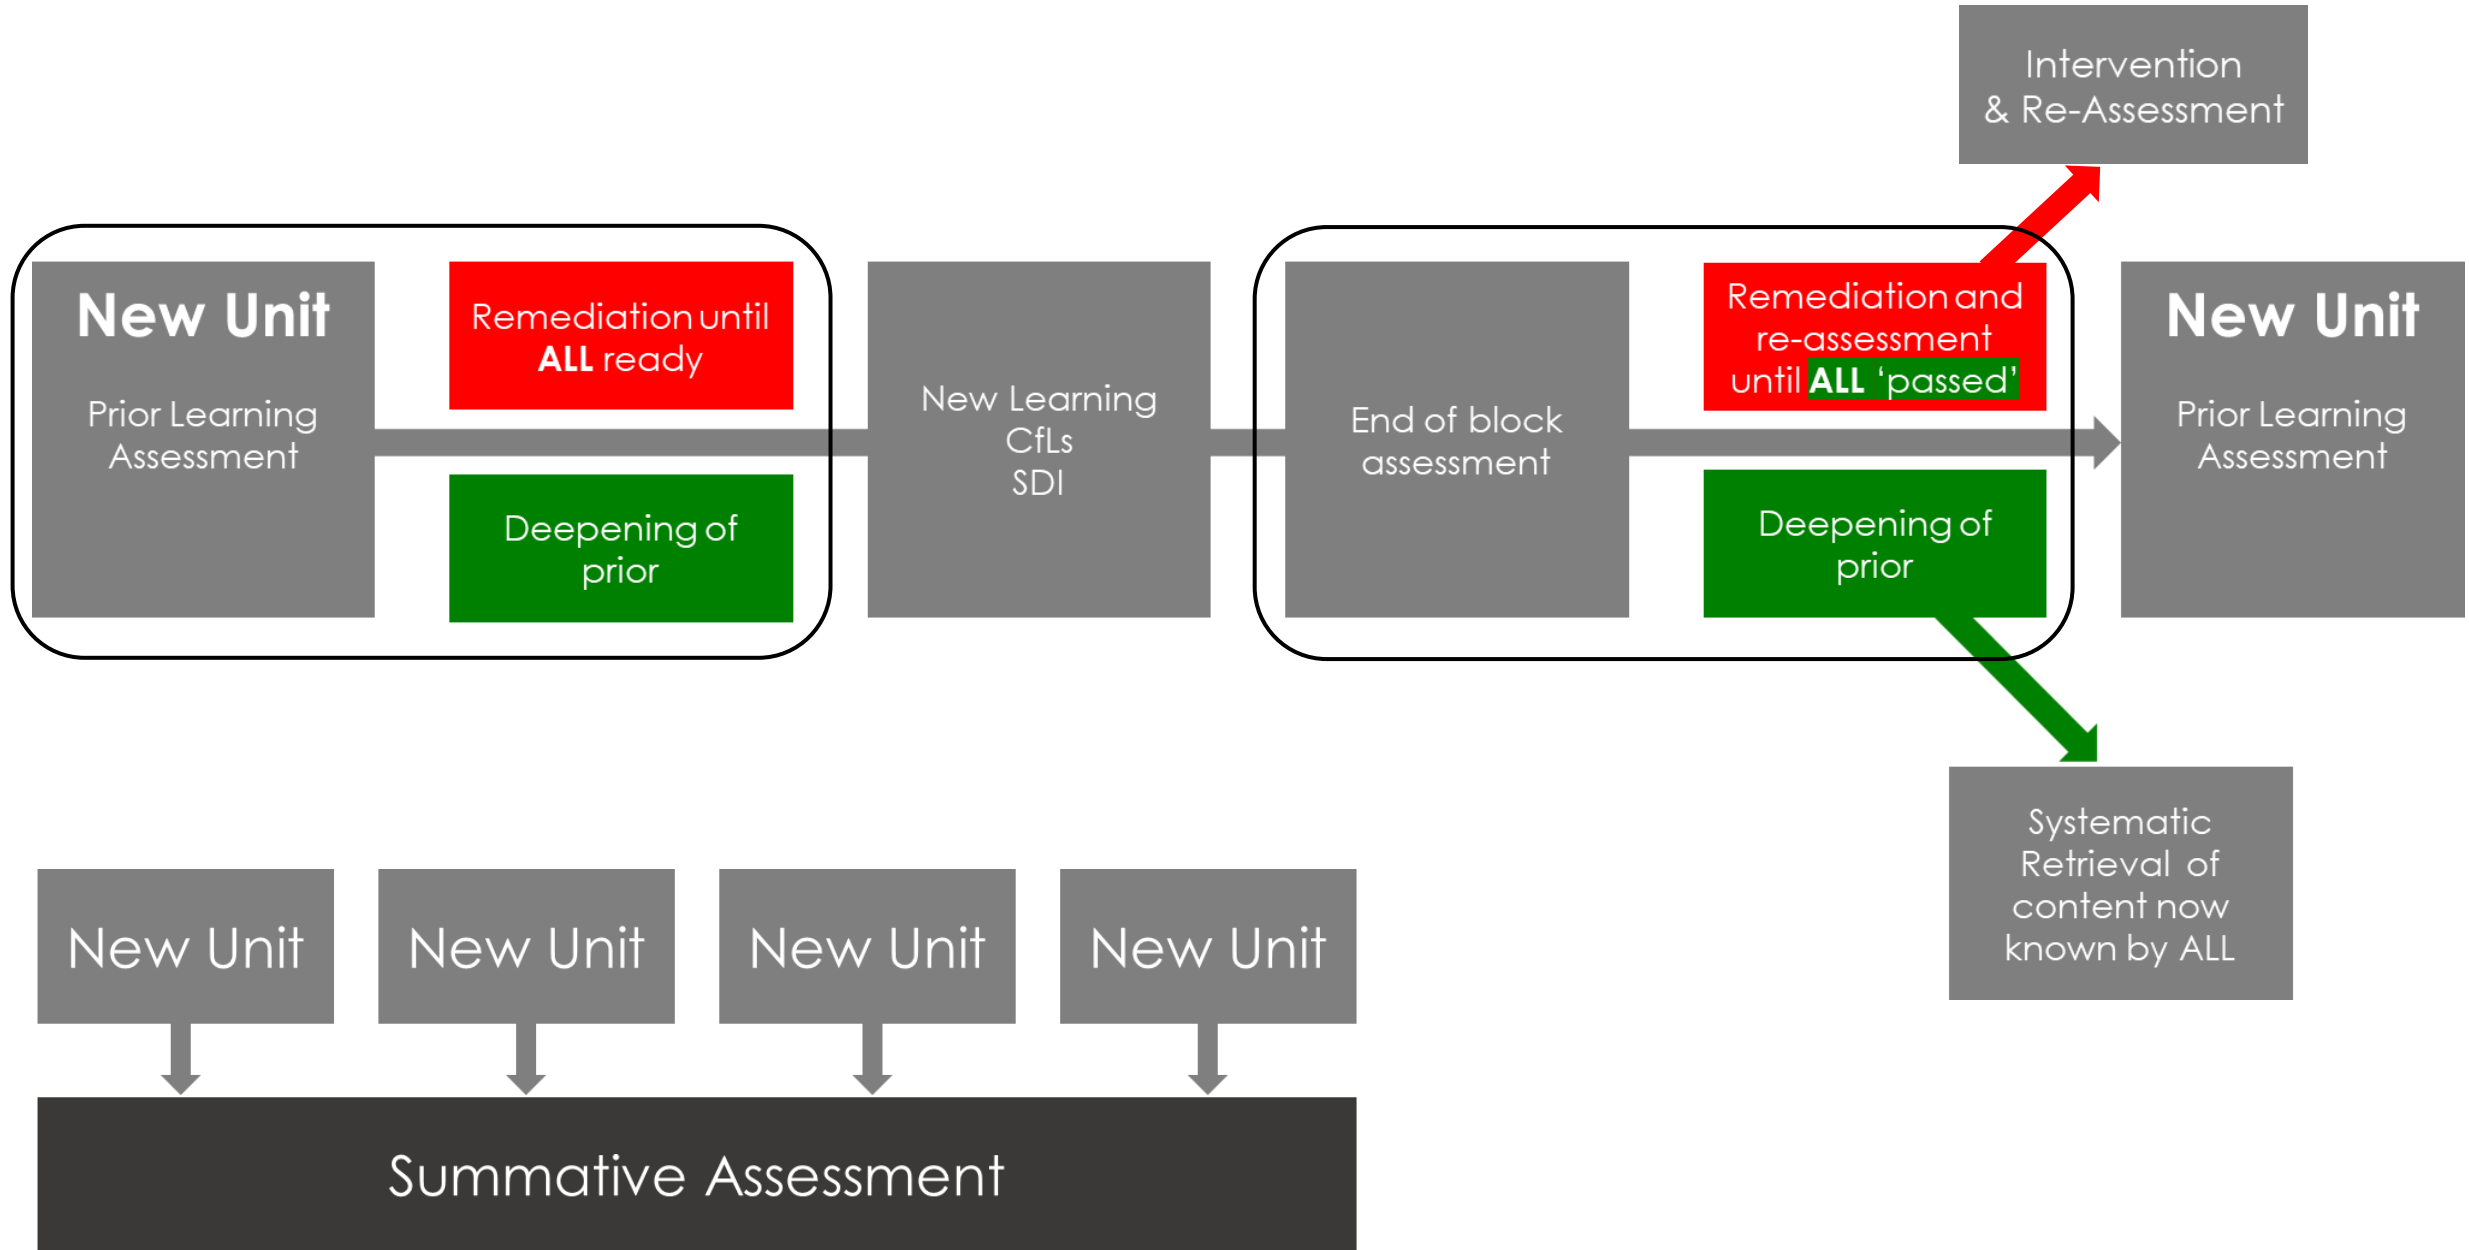 Intervention
& Re-Assessment
New Unit
Prior Learning
Assessment
Remediation until
ALL ready
Deepening of
prior
New Learning
CfLs
SDI
End of block
assessment
Remediation and
re-assessment
until ALL ‘passed’
Deepening of
prior
New Unit
Prior Learning
Assessment
Systematic
Retrieval of
content now
known by ALL
New Unit
New Unit
New Unit
New Unit
Summative Assessment